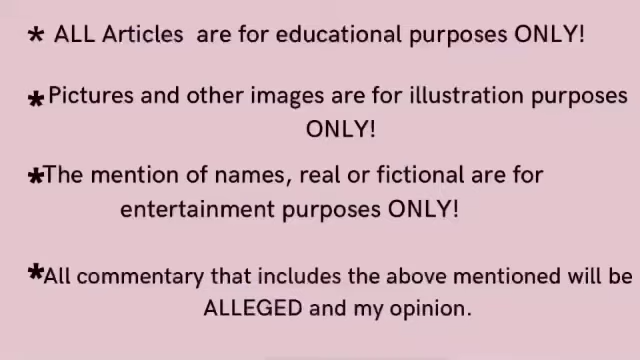 * ALL Articles are for educational purposes ONLY!
* Pictures and other images are for illustration purposes
ONLY!
*The mention of names, real or fictional are for
entertainment purposes ONLY!
*All commentary that includes the above mentioned will be
ALLEGED and my opinion.